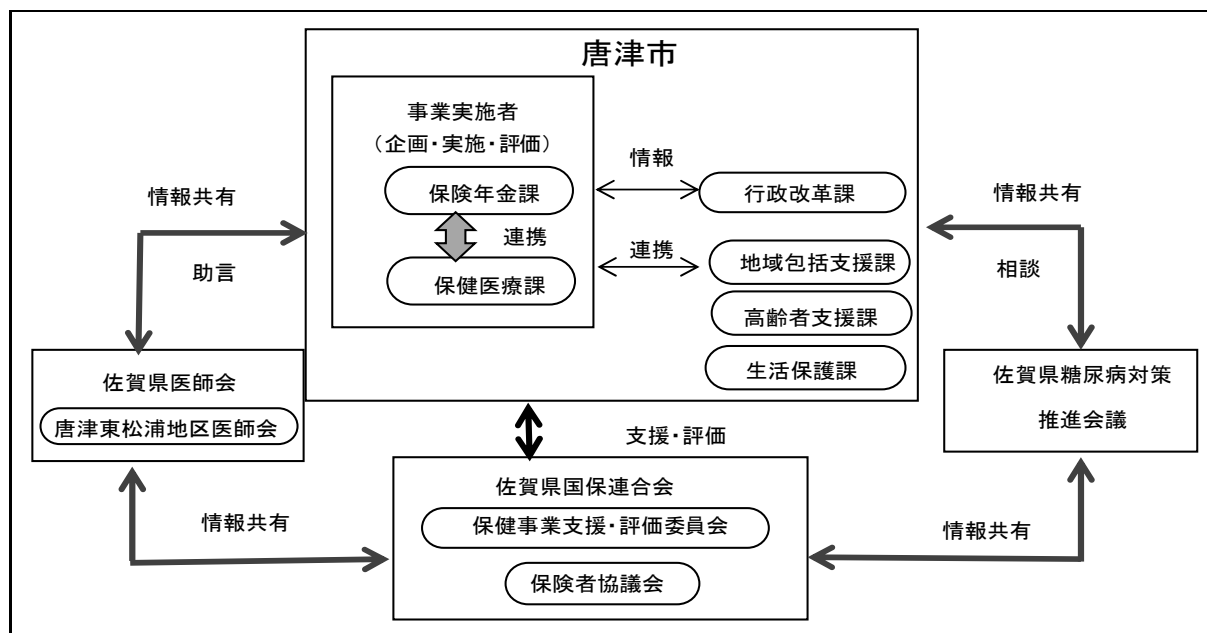 唐津市
事業実施者
（企画・実施・評価）
保険年金課
連携
保健医療課
情報
行政改革課
連携
地域包括支援課
高齢者支援課
生活保護課
情報共有
助言
情報共有
相談
佐賀県医師会
唐津東松浦地区医師会
佐賀県糖尿病対策
推進会議
支援・評価
佐賀県国保連合会
保健事業支援・評価委員会
保険者協議会
情報共有
情報共有